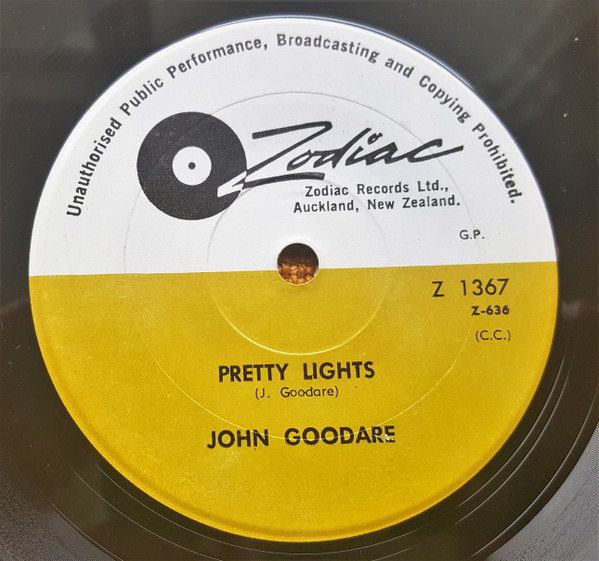 Unauthorised Public Performance, Broadcasting and Copying Prohibited.
Zodiac
Zodiac Records Ltd.,
Auckland, New Zealand.
G.P.
Z 1367
Z-636
(C.C.)
PRETTY LIGHTS
(J. Goodare)
JOHN GOODARE